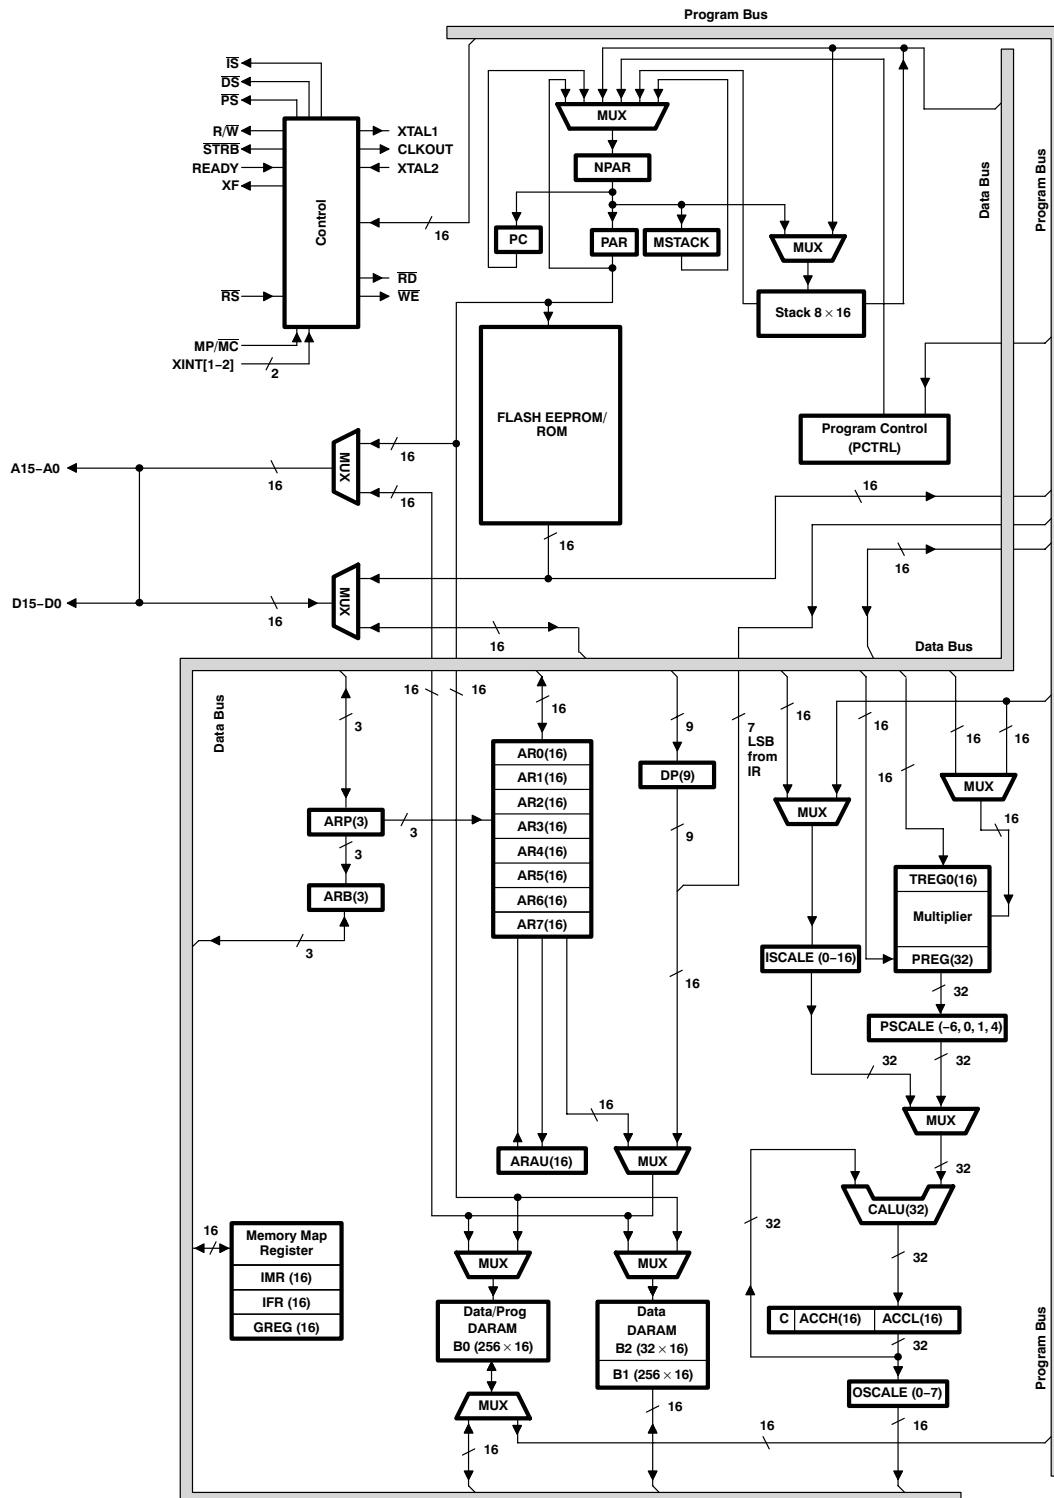 Program Bus
IS
DS
PS
R/W
STRB
READY
XF
RS
MP/MC
XINT[1–2]
2
Control
XTAL1
CLKOUT
XTAL2
16
RD
WE
MUX
NPAR
PC
PAR
MSTACK
MUX
Stack 8 × 16
Data Bus
Program Bus
FLASH EEPROM/
ROM
Program Control
(PCTRL)
A15–A0
16
MUX
16
16
16
16
16
D15–D0
16
MUX
16
Data Bus
Data Bus
3
16
16
16
9
7
LSB
from
IR
16
16
16
16
16
AR0(16)
AR1(16)
AR2(16)
AR3(16)
AR4(16)
AR5(16)
AR6(16)
AR7(16)
DP(9)
9
MUX
MUX
16
ARP(3)
3
3
ARB(3)
3
TREG0(16)
Multiplier
PREG(32)
ISCALE (0–16)
16
32
PSCALE (–6, 0, 1, 4)
32
32
MUX
16
ARAU(16)
MUX
32
CALU(32)
32
32
16
Memory Map
Register
IMR (16)
IFR (16)
GREG (16)
MUX
MUX
Data/Prog
DARAM
B0 (256 × 16)
Data
DARAM
B2 (32 × 16)
B1 (256 × 16)
C
ACCH(16)
ACCL(16)
32
OSCALE (0–7)
MUX
16
16
16
16
Program Bus